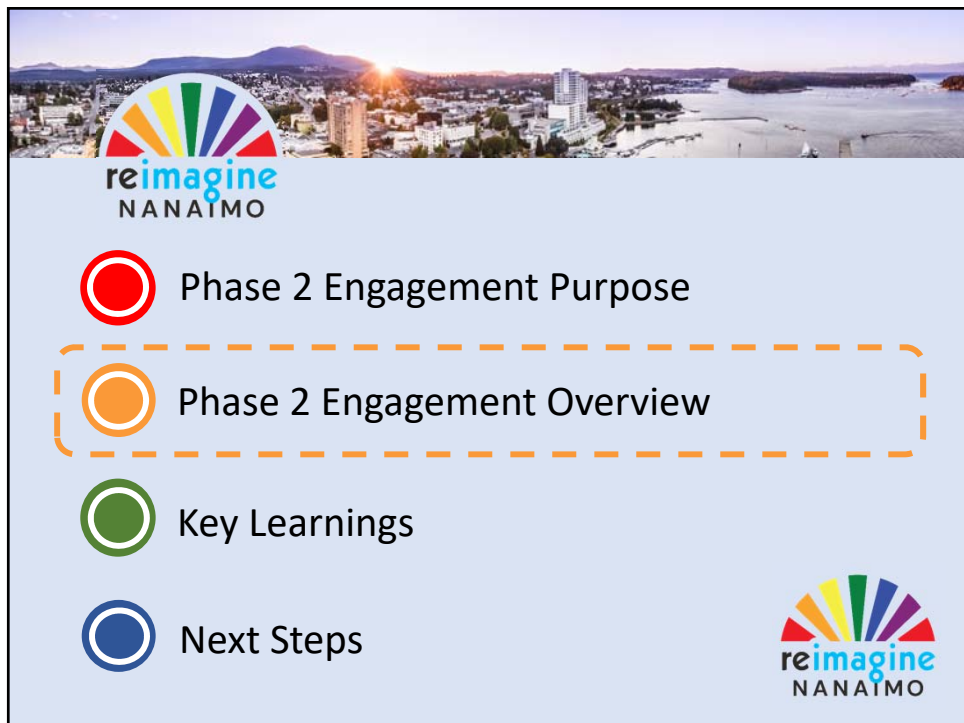 reimagine
NANAIMO
Phase 2 Engagement Purpose
Phase 2 Engagement Overview
Key Learnings
Next Steps
reimagine
NANAIMO